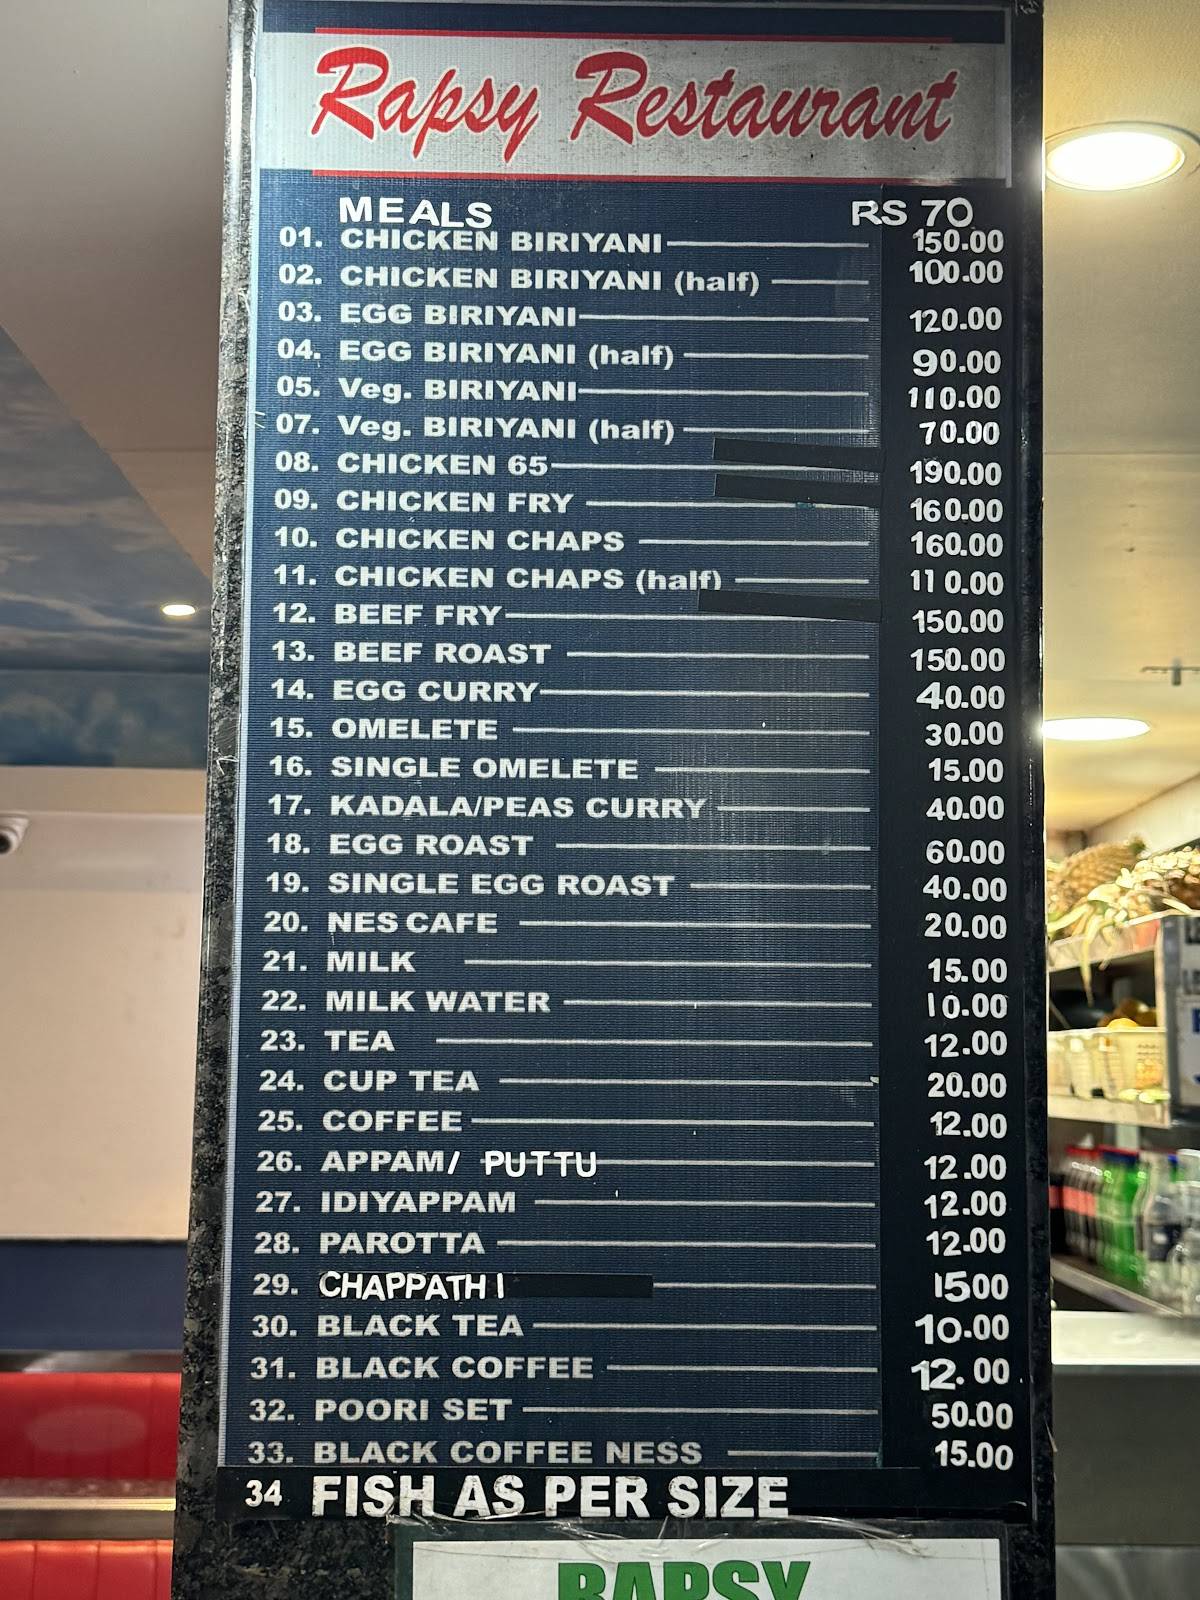 Rapsy Restaurant
MEALS RS 70
01. CHICKEN BIRIYANI 150.00
02. CHICKEN BIRIYANI (half) 100.00
03. EGG BIRIYANI 120.00
04. EGG BIRIYANI (half) 90.00
05. Veg. BIRIYANI 110.00
07. Veg. BIRIYANI (half) 70.00
08. CHICKEN 65 190.00
09. CHICKEN FRY 160.00
10. CHICKEN CHAPS 160.00
11. CHICKEN CHAPS (half) 110.00
12. BEEF FRY 150.00
13. BEEF ROAST 150.00
14. EGG CURRY 40.00
15. OMELETE 30.00
16. SINGLE OMELETE 15.00
17. KADALA/PEAS CURRY 40.00
18. EGG ROAST 60.00
19. SINGLE EGG ROAST 40.00
20. NES CAFE 20.00
21. MILK 15.00
22. MILK WATER 10.00
23. TEA 12.00
24. CUP TEA 20.00
25. COFFEE 12.00
26. APPAM/ PUTTU 12.00
27. IDIYAPPAM 12.00
28. PAROTTA 12.00
29. CHAPPATHI 1500
30. BLACK TEA 10.00
31. BLACK COFFEE 12.00
32. POORI SET 50.00
33. BLACK COFFEE NESS 15.00
34 FISH AS PER SIZE
RAPSY